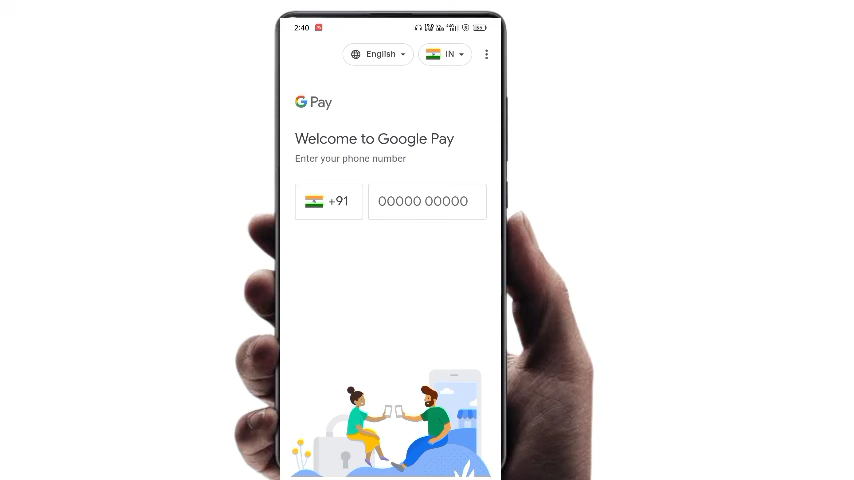 2:40
English
IN
G Pay
Welcome to Google Pay
Enter your phone number
+91
00000 00000